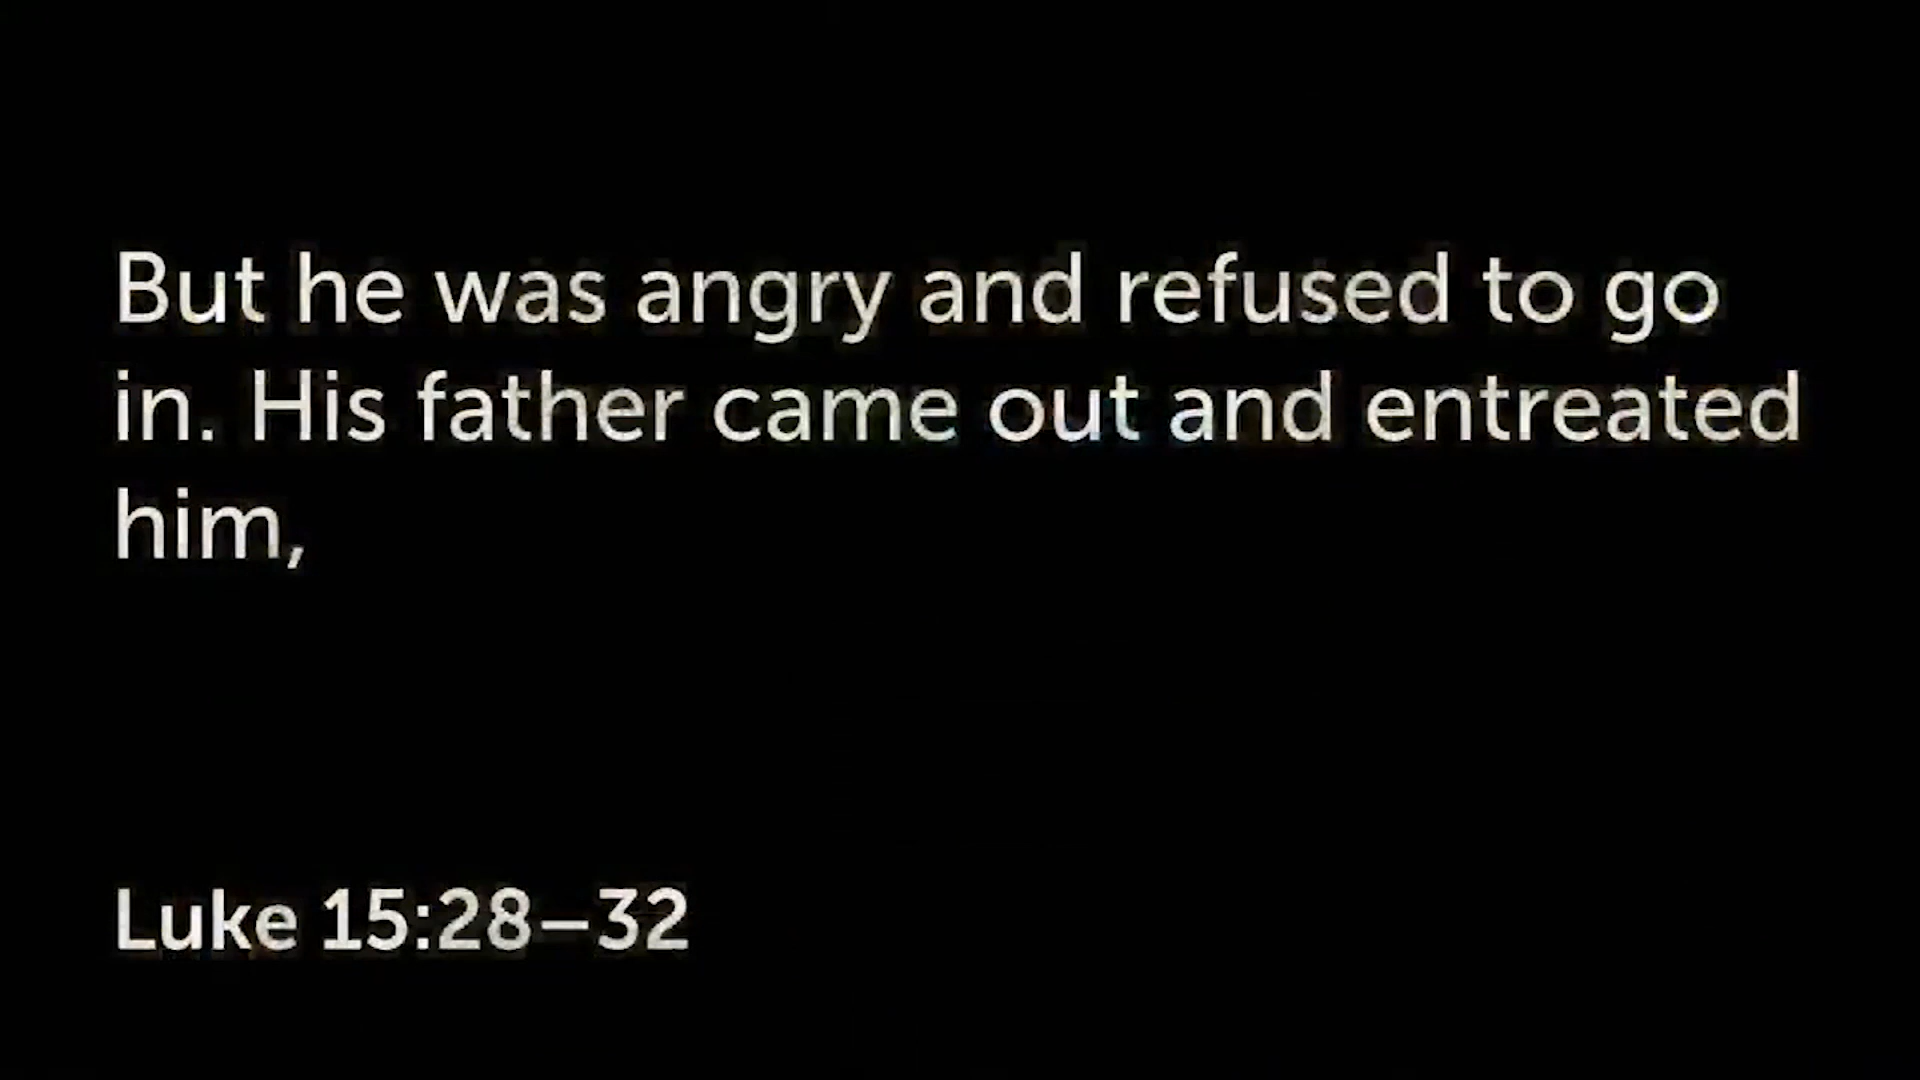 But he was angry and refused to go
in. His father came out and entreated
him,
Luke 15:28–32